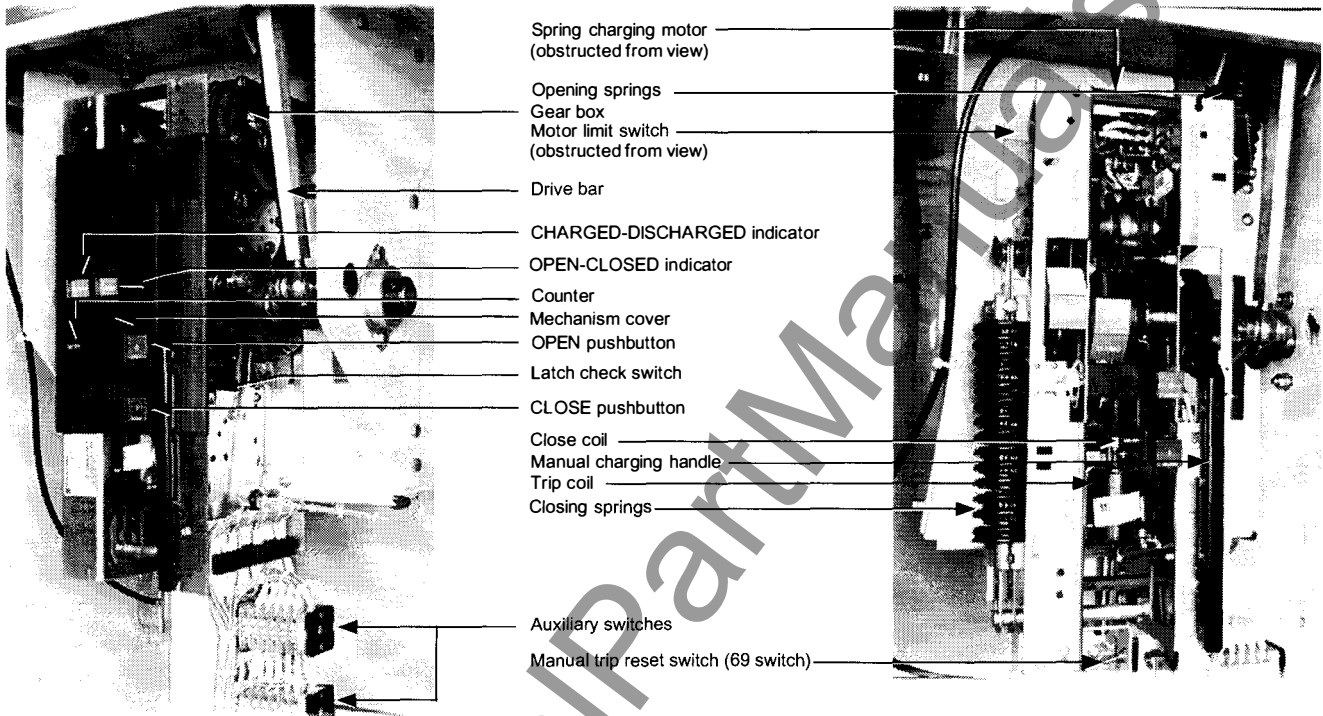 Spring charging motor
(obstructed from view)
Opening springs
Gear box
Motor limit switch
(obstructed from view)
Drive bar
CHARGED-DISCHARGED indicator
OPEN-CLOSED indicator
Counter
Mechanism cover
OPEN pushbutton
Latch check switch
CLOSE pushbutton
Close coil
Manual charging handle
Trip coil
Closing springs
Auxiliary switches
Manual trip reset switch (69 switch)